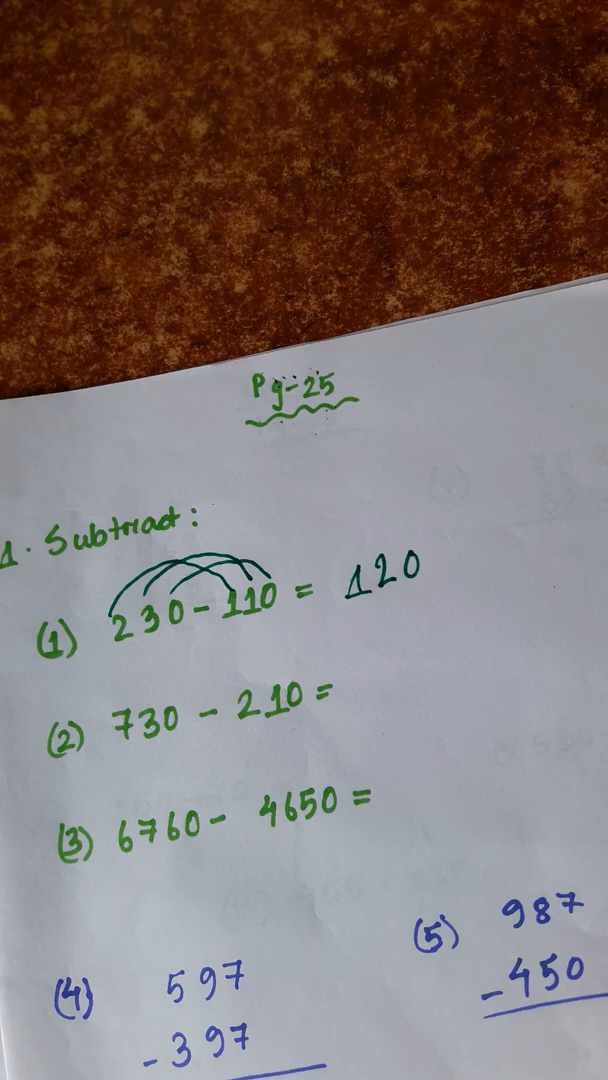 Pg-25
1. Subtract:
(1) 230 - 110 = 120
(2) 730 - 210 =
(3) 6760 - 4650 =
(4) 597
- 397
(5) 987
- 450